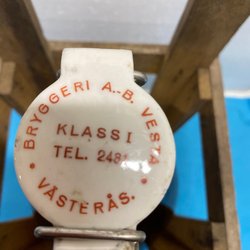 • BRYGGERI A.-B. VESTA •
KLASS I
TEL. 248
VÄSTERÅS.